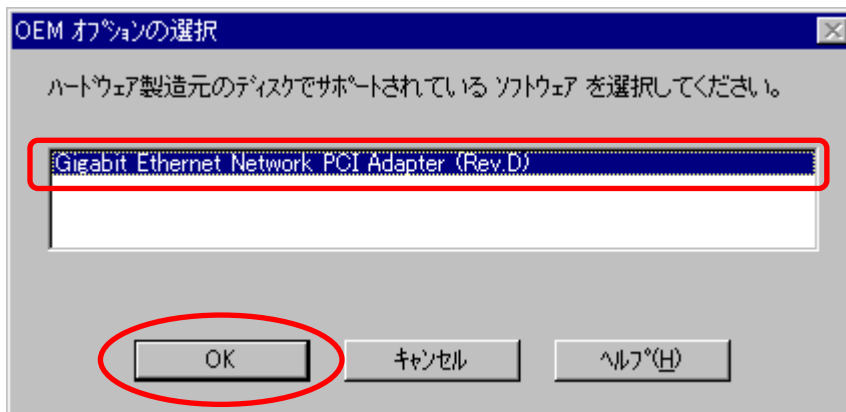 OEM オプションの選択
ハードウェア製造元のディスクでサポートされている ソフトウェア を選択してください。
Gigabit Ethernet Network PCI Adapter (Rev.D)
OK
キャンセル
ヘルプ(H)